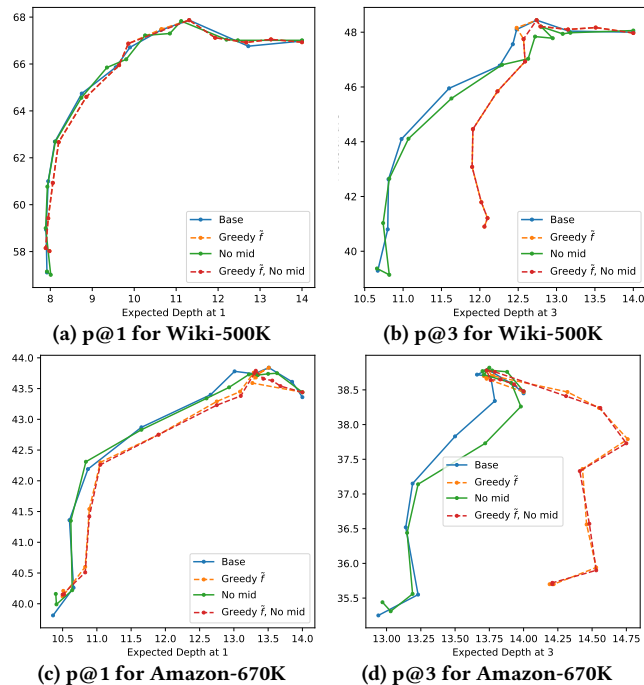 68
66
64
62
60
58
Base
Greedy f̃
No mid
Greedy f̃, No mid
8 9 10 11 12 13 14
Expected Depth at 1
(a) p@1 for Wiki-500K
48
46
44
42
40
Base
Greedy f̃
No mid
Greedy f̃, No mid
10.5 11.0 11.5 12.0 12.5 13.0 13.5 14.0
Expected Depth at 3
(b) p@3 for Wiki-500K
44.0
43.5
43.0
42.5
42.0
41.5
41.0
40.5
40.0
Base
Greedy f̃
No mid
Greedy f̃, No mid
10.5 11.0 11.5 12.0 12.5 13.0 13.5 14.0
Expected Depth at 1
(c) p@1 for Amazon-670K
38.5
38.0
37.5
37.0
36.5
36.0
35.5
Base
Greedy f̃
No mid
Greedy f̃, No mid
13.00 13.25 13.50 13.75 14.00 14.25 14.50 14.75
Expected Depth at 3
(d) p@3 for Amazon-670K